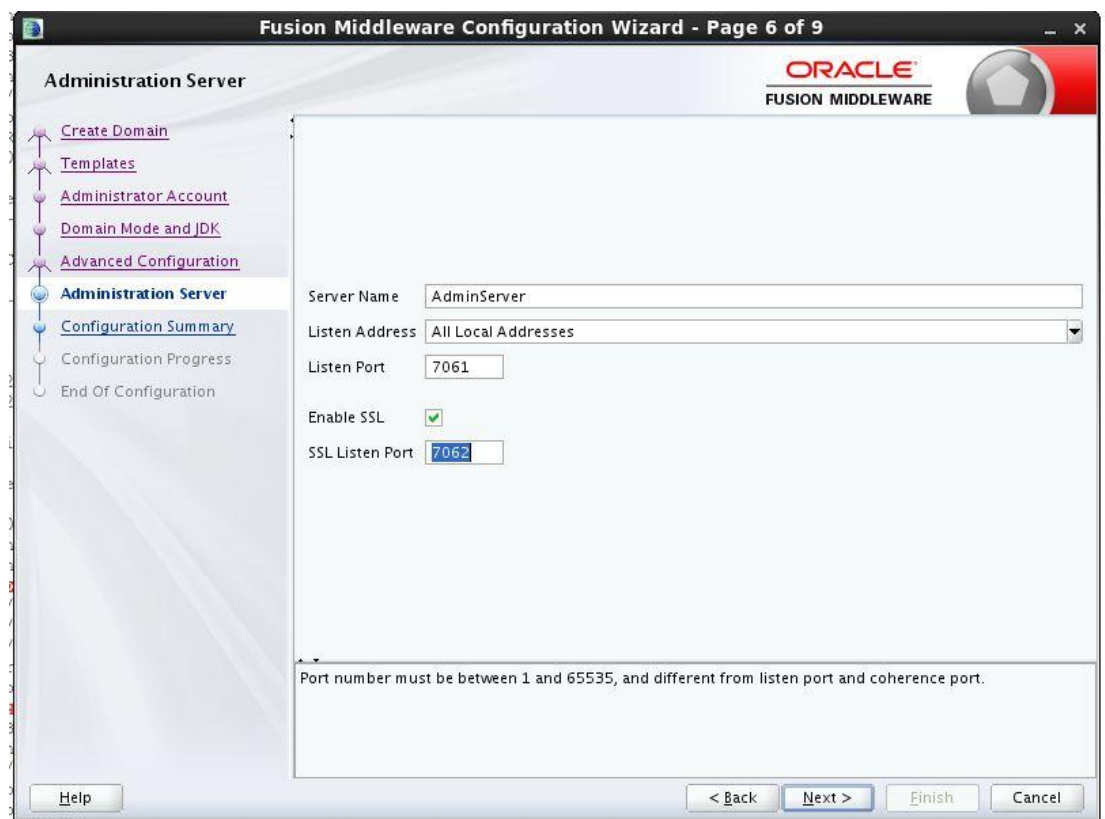 Fusion Middleware Configuration Wizard - Page 6 of 9
Administration Server
ORACLE
FUSION MIDDLEWARE
Create Domain
Templates
Administrator Account
Domain Mode and JDK
Advanced Configuration
Administration Server
Configuration Summary
Configuration Progress
End Of Configuration
Server Name AdminServer
Listen Address All Local Addresses
Listen Port 7061
Enable SSL
SSL Listen Port 7062
Port number must be between 1 and 65535, and different from listen port and coherence port.
Help < Back Next > Finish Cancel